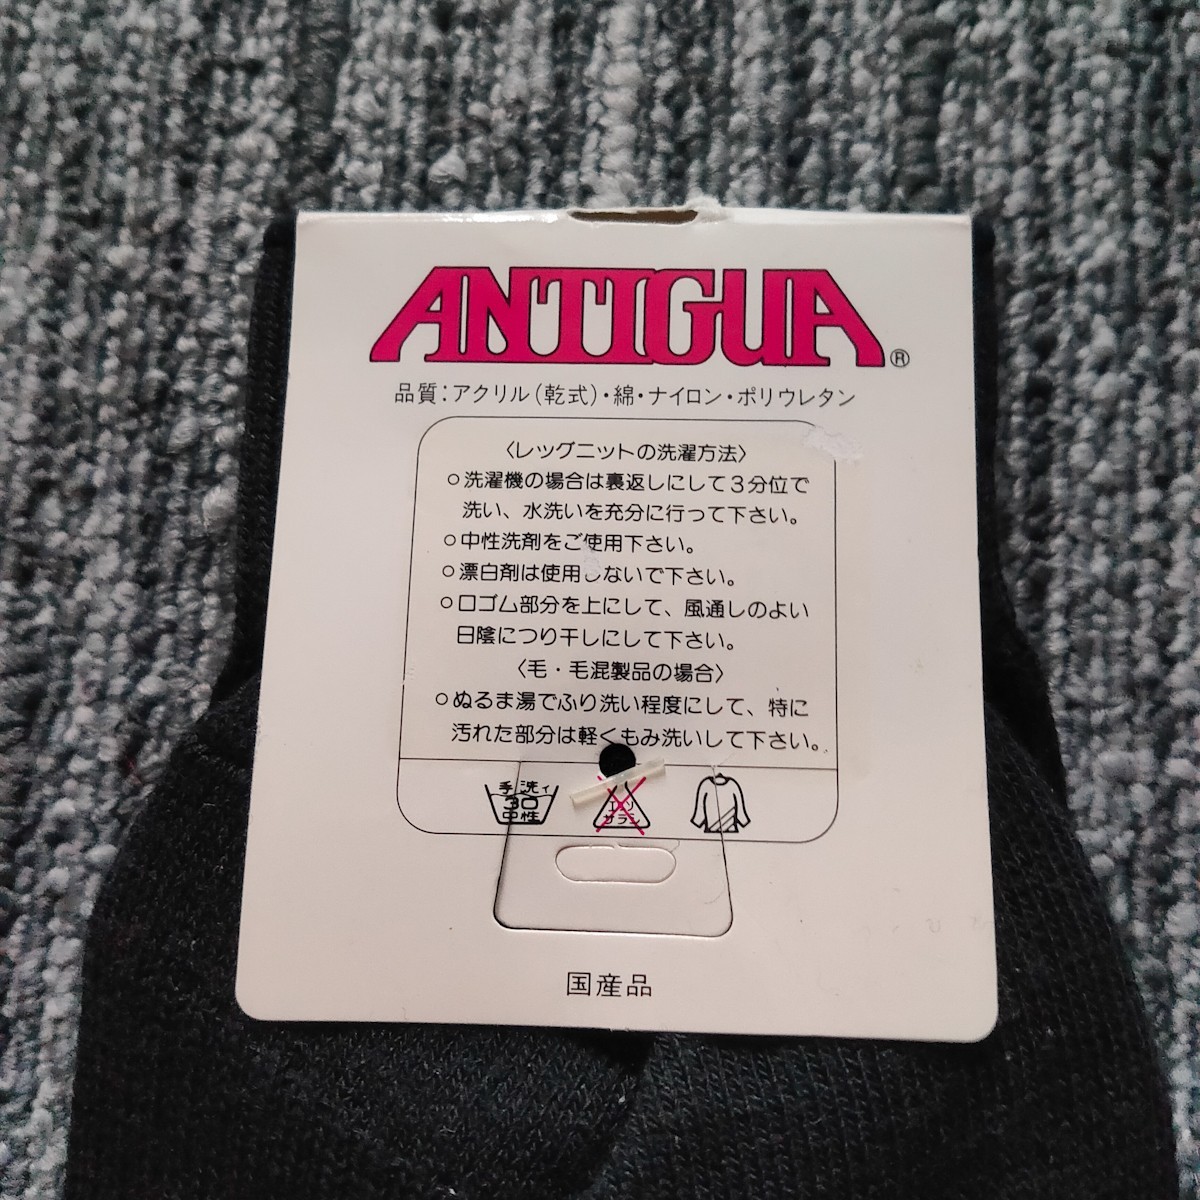 ANTIGUA®
品質：アクリル（乾式）・綿・ナイロン・ポリウレタン
〈レッグニットの洗濯方法〉
○洗濯機の場合は裏返しにして３分位で
洗い、水洗いを充分に行って下さい。
○中性洗剤をご使用下さい。
○漂白剤は使用しないで下さい。
○口ゴム部分を上にして、風通しのよい
日陰につり干しにして下さい。
〈毛・毛混製品の場合〉
○ぬるま湯でふり洗い程度にして、特に
汚れた部分は軽くもみ洗いして下さい。
手洗イ
30
中性
エンソ
サラシ
国産品